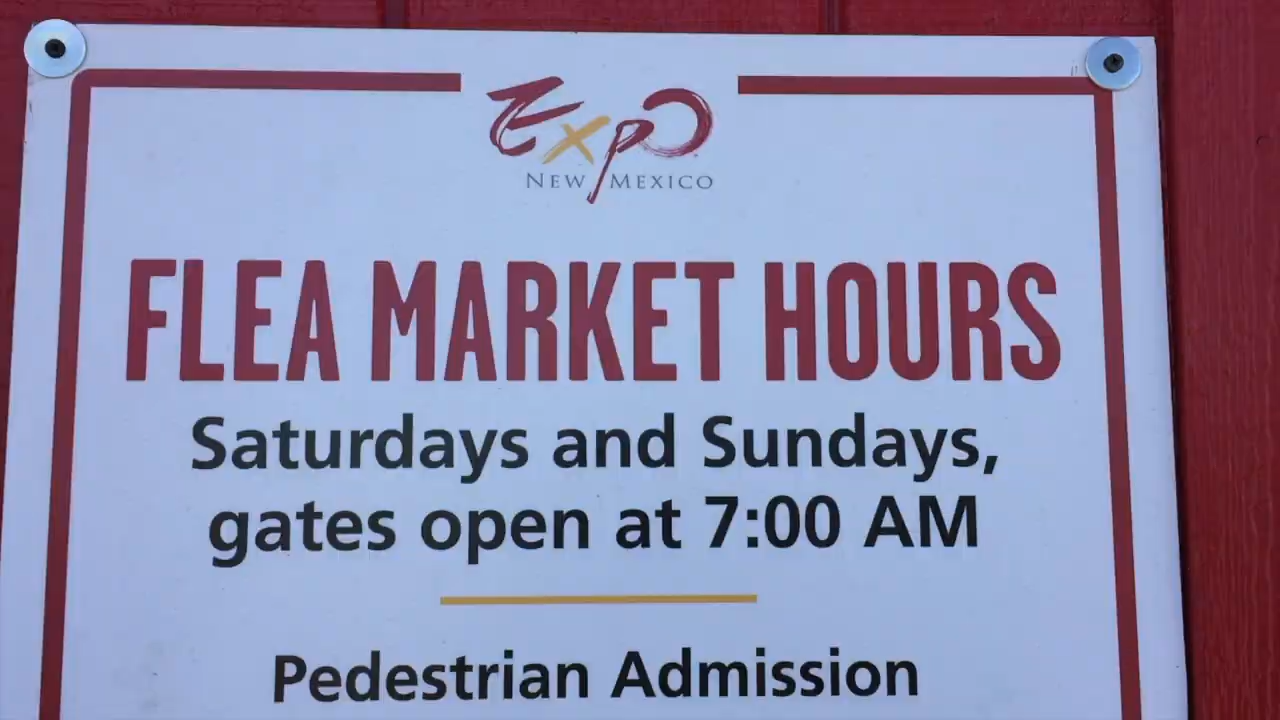 Expo
NEW MEXICO
FLEA MARKET HOURS
Saturdays and Sundays,
gates open at 7:00 AM
Pedestrian Admission